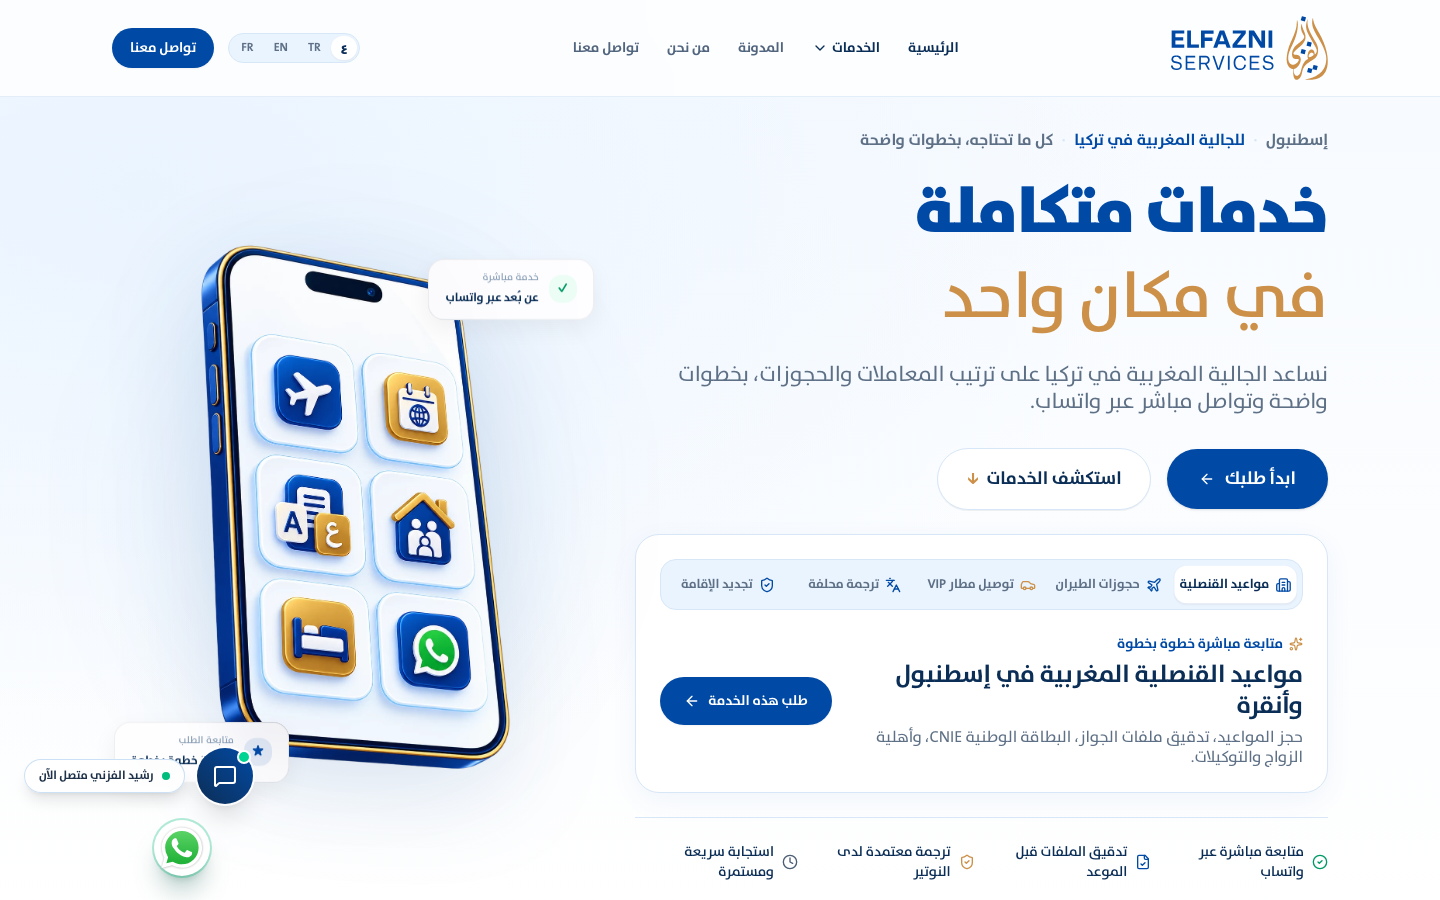 ELFAZNI
SERVICES
الرئيسية
الخدمات
المدونة
من نحن
تواصل معنا
ع
TR
EN
FR
تواصل معنا
إسطنبول · للجالية المغربية في تركيا · كل ما تحتاجه، بخطوات واضحة
خدمات متكاملة
في مكان واحد
نساعد الجالية المغربية في تركيا على ترتيب المعاملات والحجوزات، بخطوات
واضحة وتواصل مباشر عبر واتساب.
ابدأ طلبك ←
استكشف الخدمات ↓
مواعيد القنصلية
حجوزات الطيران
توصيل مطار VIP
ترجمة محلفة
تجديد الإقامة
متابعة مباشرة خطوة بخطوة
مواعيد القنصلية المغربية في إسطنبول
وأنقرة
حجز المواعيد، تدقيق ملفات الجواز، البطاقة الوطنية CNIE، وأهلية
الزواج والتوكيلات.
طلب هذه الخدمة ←
متابعة مباشرة عبر
واتساب
تدقيق الملفات قبل
الموعد
ترجمة معتمدة لدى
النوتير
استجابة سريعة
ومستمرة
خدمة مباشرة
عن بُعد عبر واتساب
A
ع
متابعة الطلب
رشيد الفزني متصل الآن